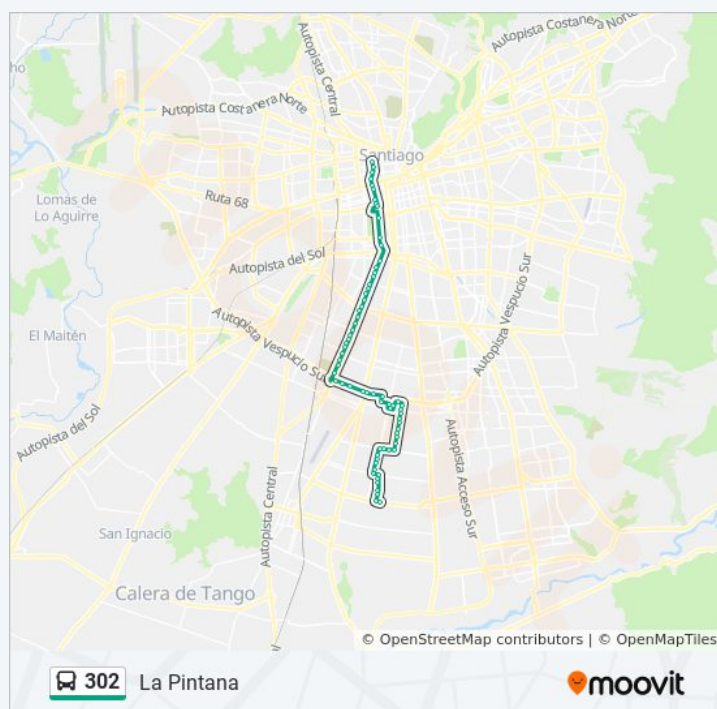 Autopista Costanera Norte
Autopista Central
Autopista Costanera Norte
Santiago
Ruta 68
Lomas de
Lo Aguirre
Autopista del Sol
El Maitén
Autopista Vespucio Sur
Autopista Vespucio Sur
Autopista del Sol
Autopista Central
Autopista Acceso Sur
San Ignacio
Calera de Tango
© OpenStreetMap contributors | © OpenMapTiles
302 La Pintana
moovit